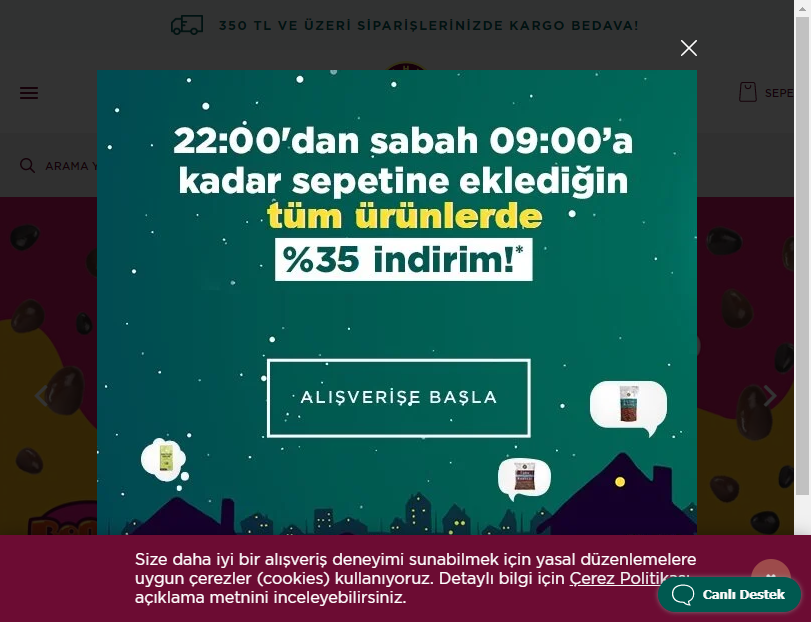 350 TL VE ÜZERİ SİPARİŞLERİNİZDE KARGO BEDAVA!
SEPE
ARAMA Y
22:00'dan sabah 09:00’a
kadar sepetine eklediğin
tüm ürünlerde
%35 indirim!*
ALIŞVERİŞE BAŞLA
Size daha iyi bir alışveriş deneyimi sunabilmek için yasal düzenlemelere
uygun çerezler (cookies) kullanıyoruz. Detaylı bilgi için Çerez Politikası
açıklama metnini inceleyebilirsiniz.
Canlı Destek